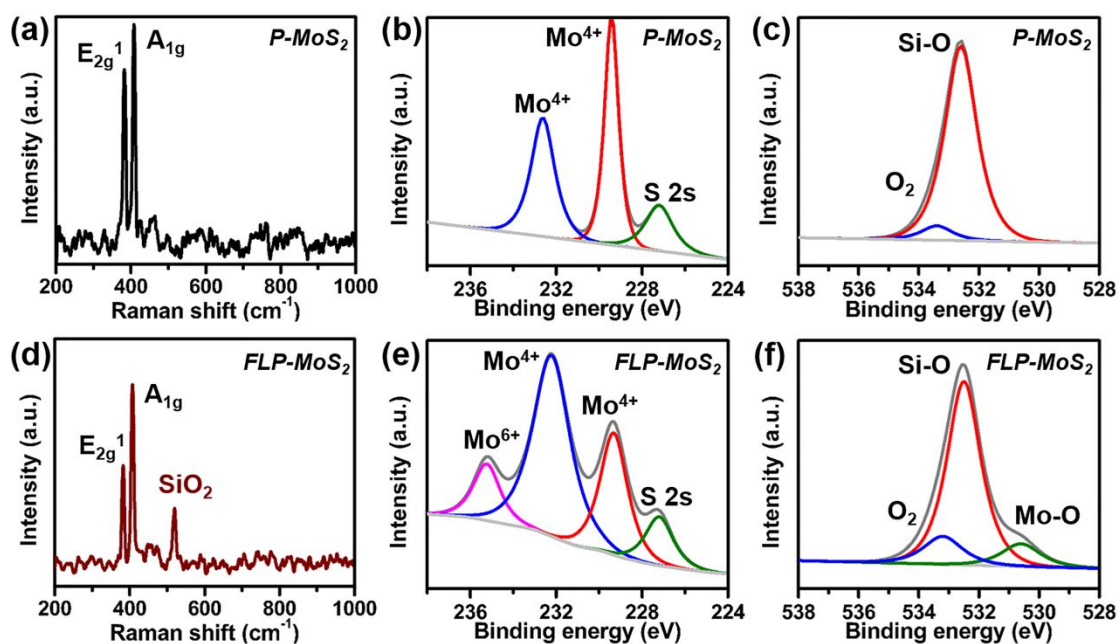 (a)
P-MoS₂
E₂g¹
A₁g
Intensity (a.u.)
200 400 600 800 1000
Raman shift (cm⁻¹)
(b)
P-MoS₂
Mo⁴⁺
Mo⁴⁺
S 2s
Intensity (a.u.)
236 232 228 224
Binding energy (eV)
(c)
P-MoS₂
Si-O
O₂
Intensity (a.u.)
538 536 534 532 530 528
Binding energy (eV)
(d)
FLP-MoS₂
A₁g
E₂g¹
SiO₂
Intensity (a.u.)
200 400 600 800 1000
Raman shift (cm⁻¹)
(e)
FLP-MoS₂
Mo⁴⁺
Mo⁴⁺
Mo⁶⁺
S 2s
Intensity (a.u.)
236 232 228 224
Binding energy (eV)
(f)
FLP-MoS₂
Si-O
O₂
Mo-O
Intensity (a.u.)
538 536 534 532 530 528
Binding energy (eV)